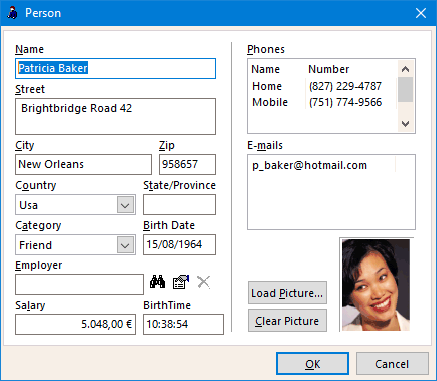 Person
Name
Patricia Baker
Street
Brightbridge Road 42
City Zip
New Orleans 958657
Country State/Province
Usa
Category Birth Date
Friend 15/08/1964
Employer
Salary BirthTime
5.048,00 € 10:38:54
Phones
Name Number
Home (827) 229-4787
Mobile (751) 774-9566
E-mails
p_baker@hotmail.com
Load Picture...
Clear Picture
OK Cancel